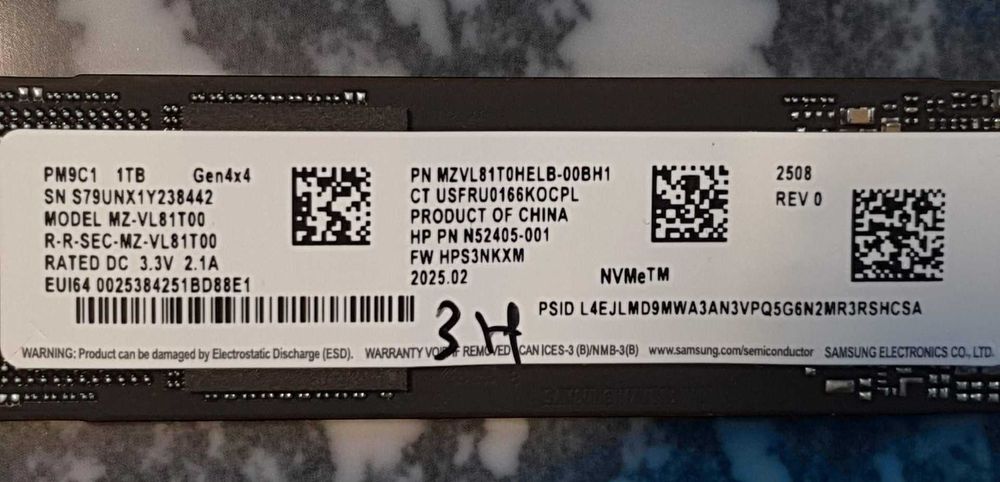 PM9C1 1TB Gen4x4
SN S79UNX1Y238442
MODEL MZ-VL81T00
R-R-SEC-MZ-VL81T00
RATED DC 3.3V 2.1A
EUI64 0025384251BD88E1
PN MZVL81T0HELB-00BH1
CT USFRU0166KOCPL
PRODUCT OF CHINA
HP PN N52405-001
FW HPS3NKXM
2025.02
NVMe™
2508
REV 0
PSID L4EJLMD9MWA3AN3VPQ5G6N2MR3RSHCSA
3H
WARNING: Product can be damaged by Electrostatic Discharge (ESD). WARRANTY VOID IF REMOVED CAN ICES-3 (B)/NMB-3(B) www.samsung.com/semiconductor SAMSUNG ELECTRONICS CO., LTD.